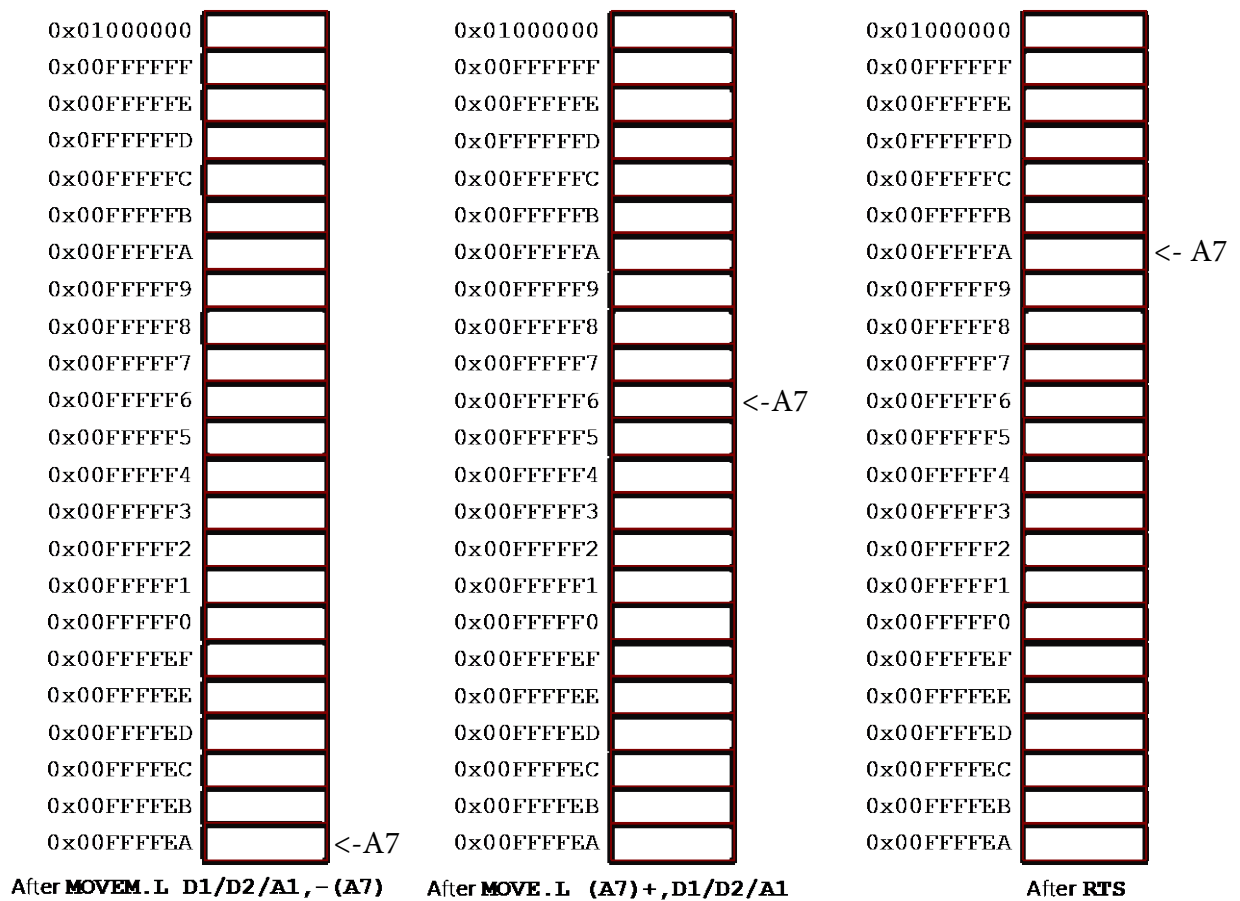 0x01000000
0x00FFFFFF
0x00FFFFFE
0x0FFFFFFD
0x00FFFFFC
0x00FFFFFB
0x00FFFFFA
0x00FFFFF9
0x00FFFFF8
0x00FFFFF7
0x00FFFFF6
0x00FFFFF5
0x00FFFFF4
0x00FFFFF3
0x00FFFFF2
0x00FFFFF1
0x00FFFFF0
0x00FFFFEF
0x00FFFFEE
0x00FFFFED
0x00FFFFEC
0x00FFFFEB
0x00FFFFEA <-A7
After MOVEM.L D1/D2/A1,-(A7)
0x01000000
0x00FFFFFF
0x00FFFFFE
0x0FFFFFFD
0x00FFFFFC
0x00FFFFFB
0x00FFFFFA
0x00FFFFF9
0x00FFFFF8
0x00FFFFF7
0x00FFFFF6 <-A7
0x00FFFFF5
0x00FFFFF4
0x00FFFFF3
0x00FFFFF2
0x00FFFFF1
0x00FFFFF0
0x00FFFFEF
0x00FFFFEE
0x00FFFFED
0x00FFFFEC
0x00FFFFEB
0x00FFFFEA
After MOVE.L (A7)+,D1/D2/A1
0x01000000
0x00FFFFFF
0x00FFFFFE
0x0FFFFFFD
0x00FFFFFC
0x00FFFFFB
0x00FFFFFA <- A7
0x00FFFFF9
0x00FFFFF8
0x00FFFFF7
0x00FFFFF6
0x00FFFFF5
0x00FFFFF4
0x00FFFFF3
0x00FFFFF2
0x00FFFFF1
0x00FFFFF0
0x00FFFFEF
0x00FFFFEE
0x00FFFFED
0x00FFFFEC
0x00FFFFEB
0x00FFFFEA
After RTS